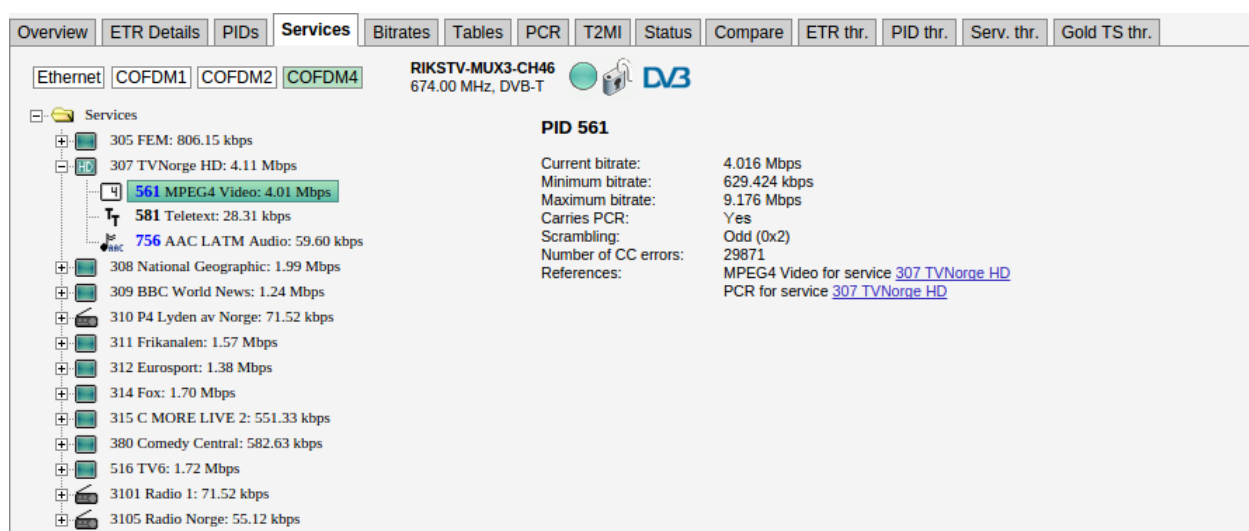 Overview ETR Details PIDs Services Bitrates Tables PCR T2MI Status Compare ETR thr. PID thr. Serv. thr. Gold TS thr.
Ethernet COFDM1 COFDM2 COFDM4
RIKSTV-MUX3-CH46
674.00 MHz, DVB-T
DVB
Services
305 FEM: 806.15 kbps
307 TVNorge HD: 4.11 Mbps
HD
4
561 MPEG4 Video: 4.01 Mbps
TT 581 Teletext: 28.31 kbps
AAC 756 AAC LATM Audio: 59.60 kbps
308 National Geographic: 1.99 Mbps
309 BBC World News: 1.24 Mbps
310 P4 Lyden av Norge: 71.52 kbps
311 Frikanalen: 1.57 Mbps
312 Eurosport: 1.38 Mbps
314 Fox: 1.70 Mbps
315 C MORE LIVE 2: 551.33 kbps
380 Comedy Central: 582.63 kbps
516 TV6: 1.72 Mbps
3101 Radio 1: 71.52 kbps
3105 Radio Norge: 55.12 kbps
PID 561
Current bitrate: 4.016 Mbps
Minimum bitrate: 629.424 kbps
Maximum bitrate: 9.176 Mbps
Carries PCR: Yes
Scrambling: Odd (0x2)
Number of CC errors: 29871
References: MPEG4 Video for service 307 TVNorge HD
PCR for service 307 TVNorge HD